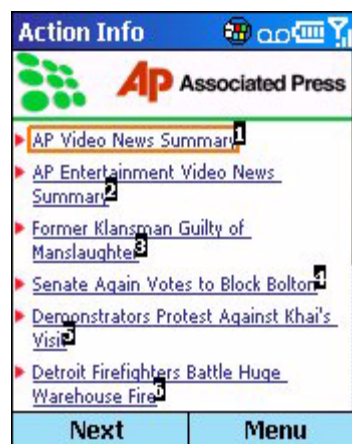 Action Info
AP Associated Press
AP Video News Summary 1
AP Entertainment Video News
Summary 2
Former Klansman Guilty of
Manslaughter 3
Senate Again Votes to Block Bolton 4
Demonstrators Protest Against Khai's
Visit 5
Detroit Firefighters Battle Huge
Warehouse Fire 6
Next Menu